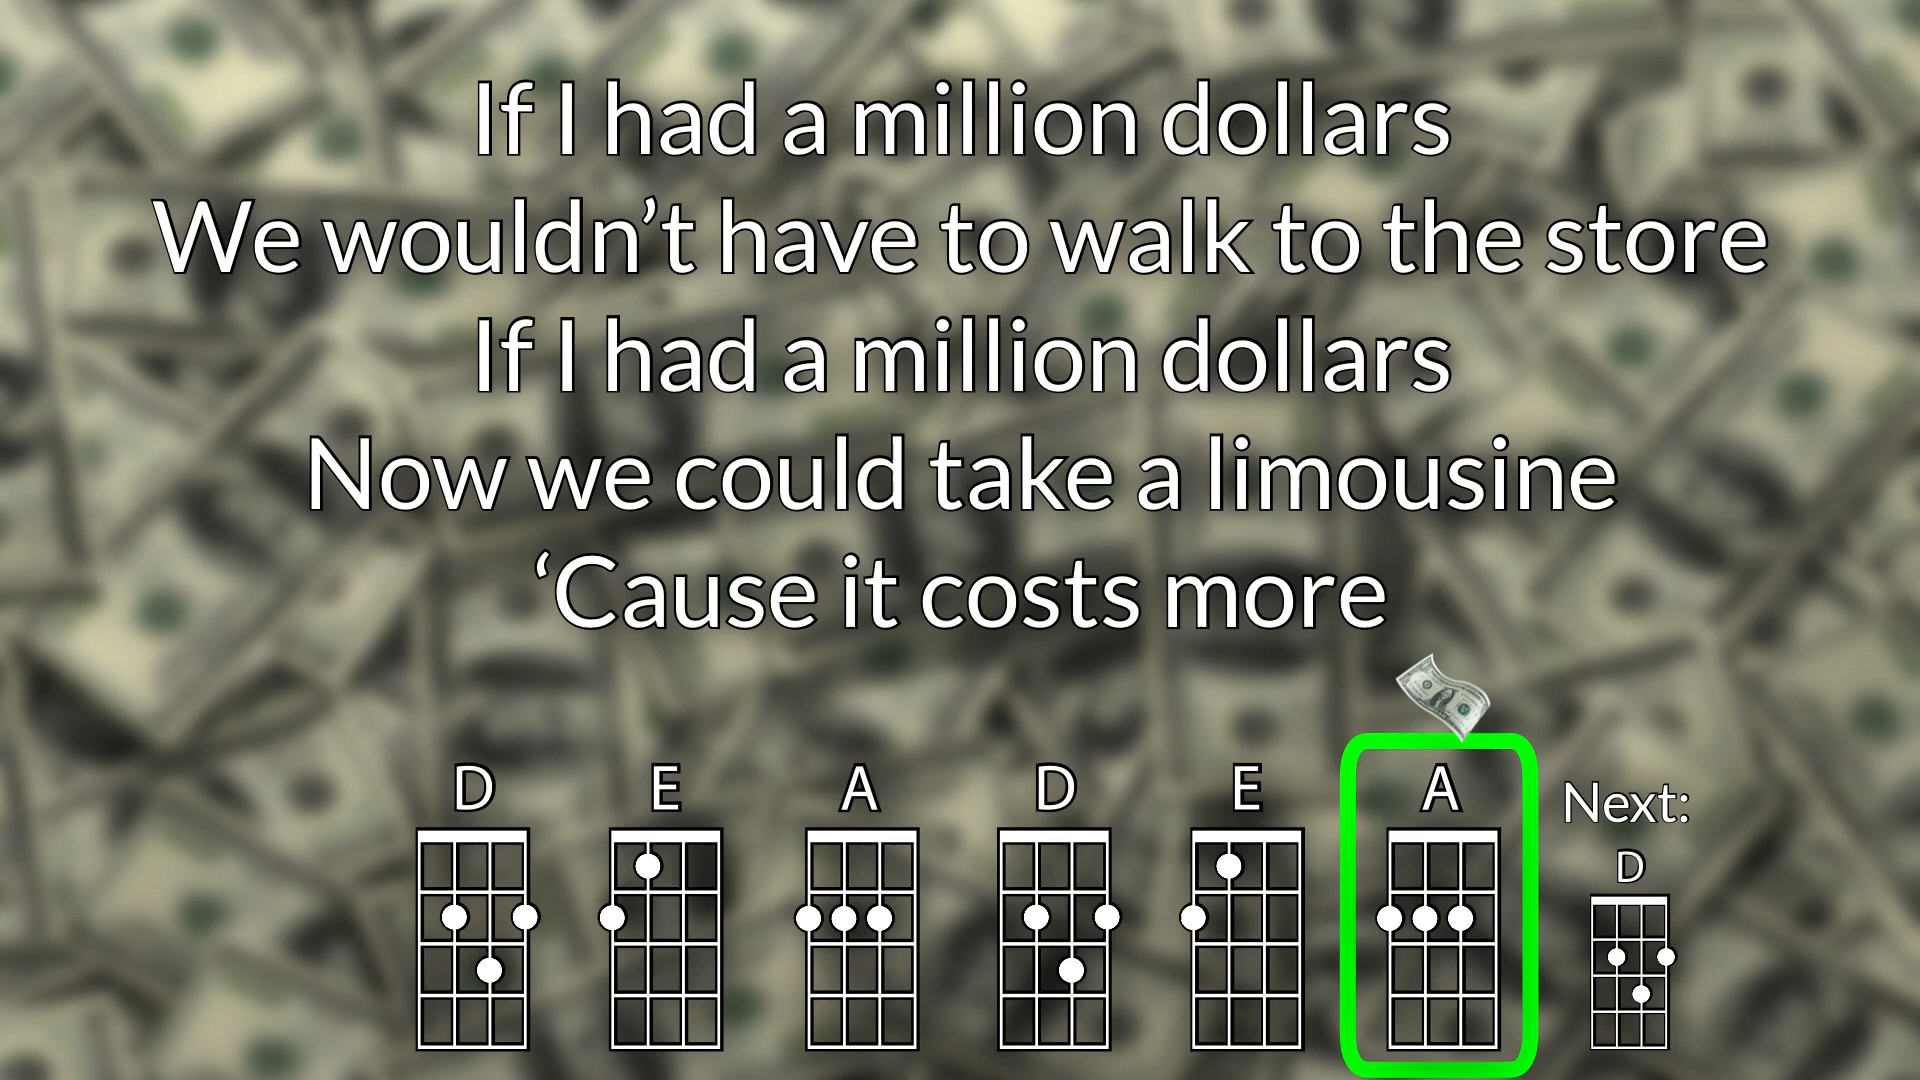 If I had a million dollars
We wouldn’t have to walk to the store
If I had a million dollars
Now we could take a limousine
‘Cause it costs more
D E A D E A Next:
D